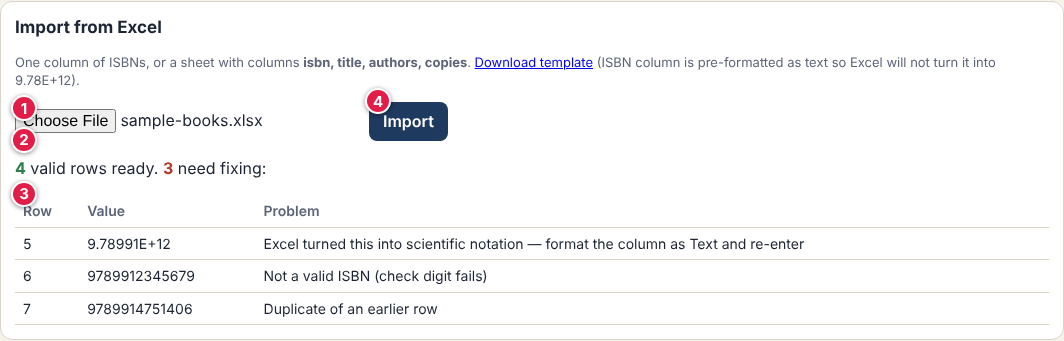 Import from Excel
One column of ISBNs, or a sheet with columns isbn, title, authors, copies. Download template (ISBN column is pre-formatted as text so Excel will not turn it into
9.78E+12).
1
4
Choose File sample-books.xlsx Import
2
4 valid rows ready. 3 need fixing:
3
Row Value Problem
5 9.78991E+12 Excel turned this into scientific notation — format the column as Text and re-enter
6 9789912345679 Not a valid ISBN (check digit fails)
7 9789914751406 Duplicate of an earlier row